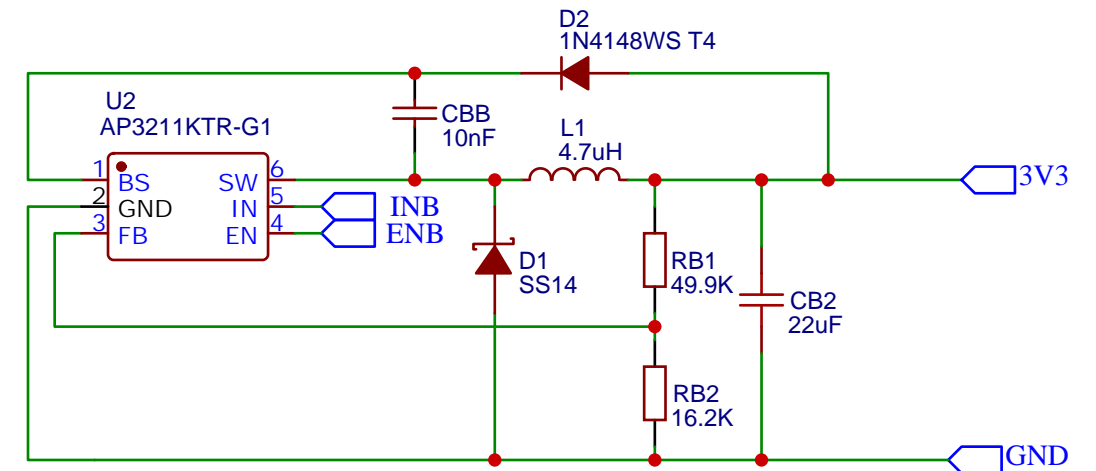 D2
1N4148WS T4
U2
AP3211KTR-G1
CBB
10nF
L1
4.7uH
1 BS SW 6
2 GND IN 5
3 FB EN 4
INB
ENB
3V3
D1
SS14
RB1
49.9K
CB2
22uF
RB2
16.2K
GND